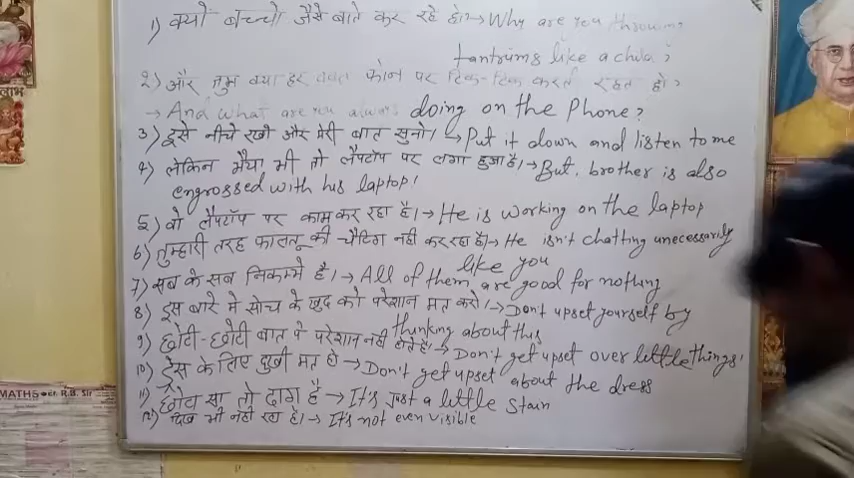 1) क्यों बच्चो जैसे बाते कर रहे हो? → Why are you throwing
tantrums like a child?
2) और तुम क्या हर वक्त फोन पर टिक-टिक करते रहते हो?
→ And what are you always doing on the Phone?
3) इसे नीचे रखो और मेरी बात सुनो। → Put it down and listen to me
4) लेकिन भैया भी तो लैपटॉप पर लगा हुआ है। → But, brother is also
engrossed with his laptop!
5) वो लैपटॉप पर काम कर रहा है। → He is working on the laptop
6) तुम्हारी तरह फालतू की चैटिंग नही कर रहा है। → He isn't chatting unecessarily
like you
7) सब के सब निकम्मे है। → All of them are good for nothing
8) इस बारे मे सोच के खुद को परेशान मत करो। → Don't upset yourself by
thinking about this
9) छोटी-छोटी बात पे परेशान नही होते है। → Don't get upset over little things!
10) ड्रेस के लिए दुखी मत हो → Don't get upset about the dress
11) छोटा सा तो दाग है → It's Just a little stain
12) दिख भी नही रहा है। → It's not even visible
MATHS R.B. Sir
लाभ